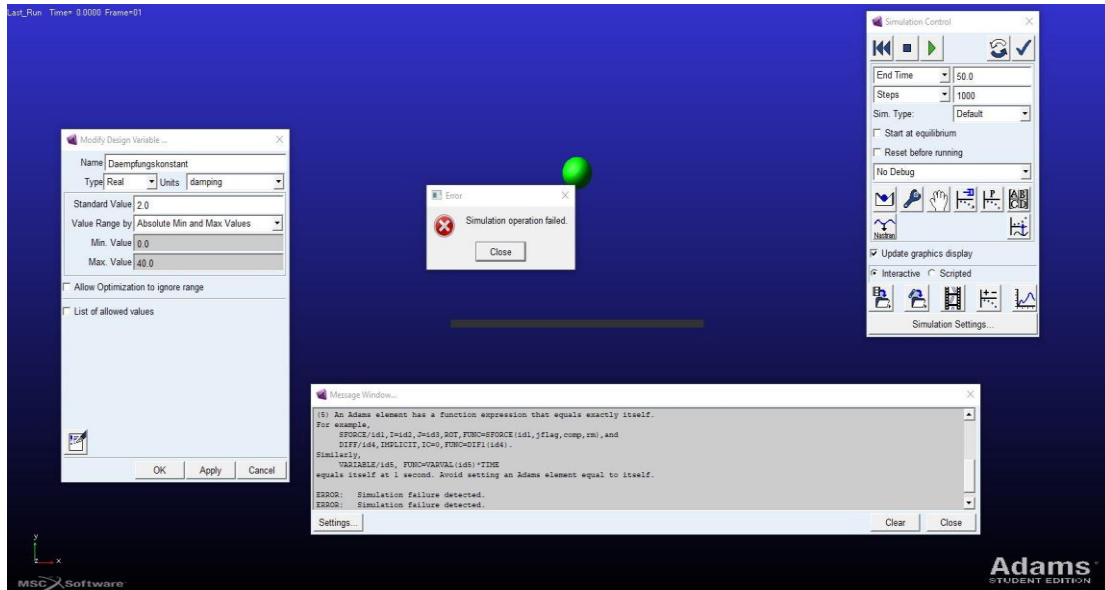 Last_Run Time= 0.0000 Frame=01
Simulation Control
End Time 50.0
Steps 1000
Sim. Type: Default
Start at equilibrium
Reset before running
No Debug
Nastran
Update graphics display
Interactive Scripted
Simulation Settings...
Modify Design Variable ...
Name Daempfungskonstant
Type Real Units damping
Standard Value 2.0
Value Range by Absolute Min and Max Values
Min. Value 0.0
Max. Value 40.0
Allow Optimization to ignore range
List of allowed values
OK Apply Cancel
Error
Simulation operation failed.
Close
Message Window...
(5) An Adams element has a function expression that equals exactly itself.
For example,
SFORCE/id1,I=id2,J=id3,ROT,FUNC=SFORCE(id1,jflag,comp,rm),and
DIFF/id4,IMPLICIT,IC=0,FUNC=DIF1(id4).
Similarly,
VARIABLE/id5, FUNC=VARVAL(id5)*TIME
equals itself at 1 second. Avoid setting an Adams element equal to itself.
ERROR: Simulation failure detected.
ERROR: Simulation failure detected.
Settings... Clear Close
y
z x
MSC Software
Adams
STUDENT EDITION